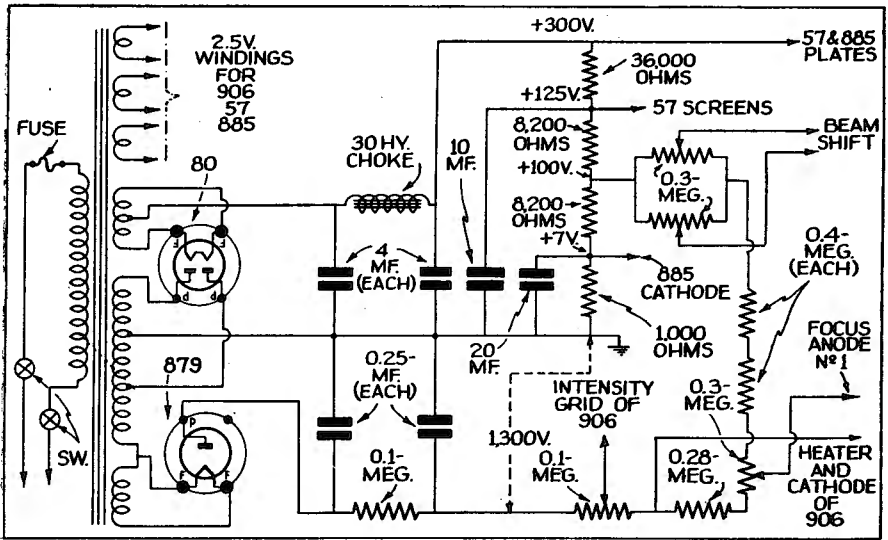 2.5V.
WINDINGS
FOR
906
57
885
FUSE
80
30 HY.
CHOKE
10
MF.
+300V.
36,000
OHMS
57 & 885
PLATES
+125V.
57 SCREENS
8,200
OHMS
+100V.
BEAM
SHIFT
0.3-
MEG.
8,200
OHMS
+7V.
4
MF.
(EACH)
885
CATHODE
0.4-
MEG.
(EACH)
20
MF.
1,000
OHMS
FOCUS
ANODE
Nº 1
F
F
P
P
879
0.25-
MF.
(EACH)
INTENSITY
GRID OF
906
0.3-
MEG.
P
F
F
SW.
0.1-
MEG.
1,300V.
0.1-
MEG.
0.28-
MEG.
HEATER
AND
CATHODE
OF
906